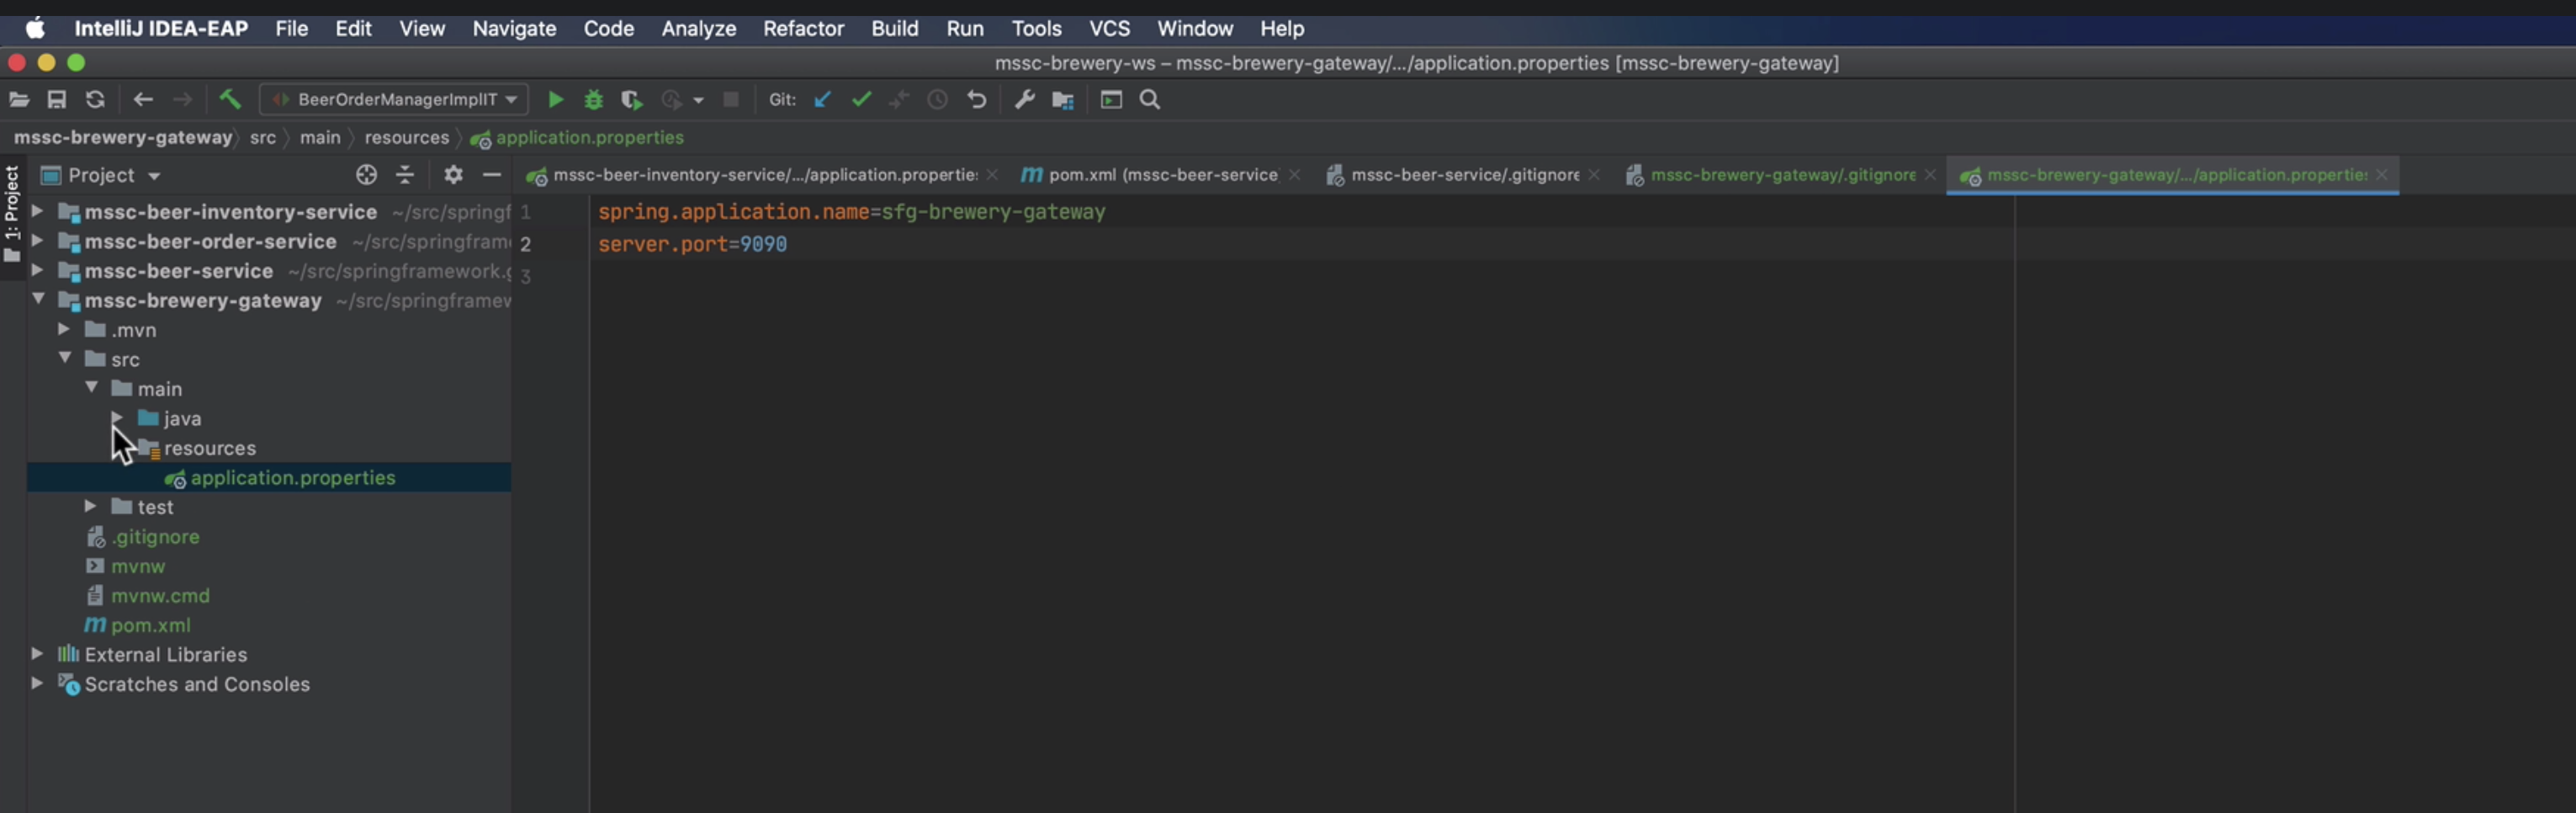 IntelliJ IDEA-EAP File Edit View Navigate Code Analyze Refactor Build Run Tools VCS Window Help
mssc-brewery-ws – mssc-brewery-gateway/.../application.properties [mssc-brewery-gateway]
BeerOrderManagerImplIT Git:
mssc-brewery-gateway src main resources application.properties
1: Project
Project
mssc-beer-inventory-service/.../application.propertie: pom.xml (mssc-beer-service mssc-beer-service/.gitignore mssc-brewery-gateway/.gitignore mssc-brewery-gateway/.../application.propertie:
mssc-beer-inventory-service ~/src/springf
mssc-beer-order-service ~/src/springfram
mssc-beer-service ~/src/springframework.g
mssc-brewery-gateway ~/src/springframew
.mvn
src
main
java
resources
application.properties
test
.gitignore
mvnw
mvnw.cmd
m pom.xml
External Libraries
Scratches and Consoles
1 spring.application.name=sfg-brewery-gateway
2 server.port=9090
3